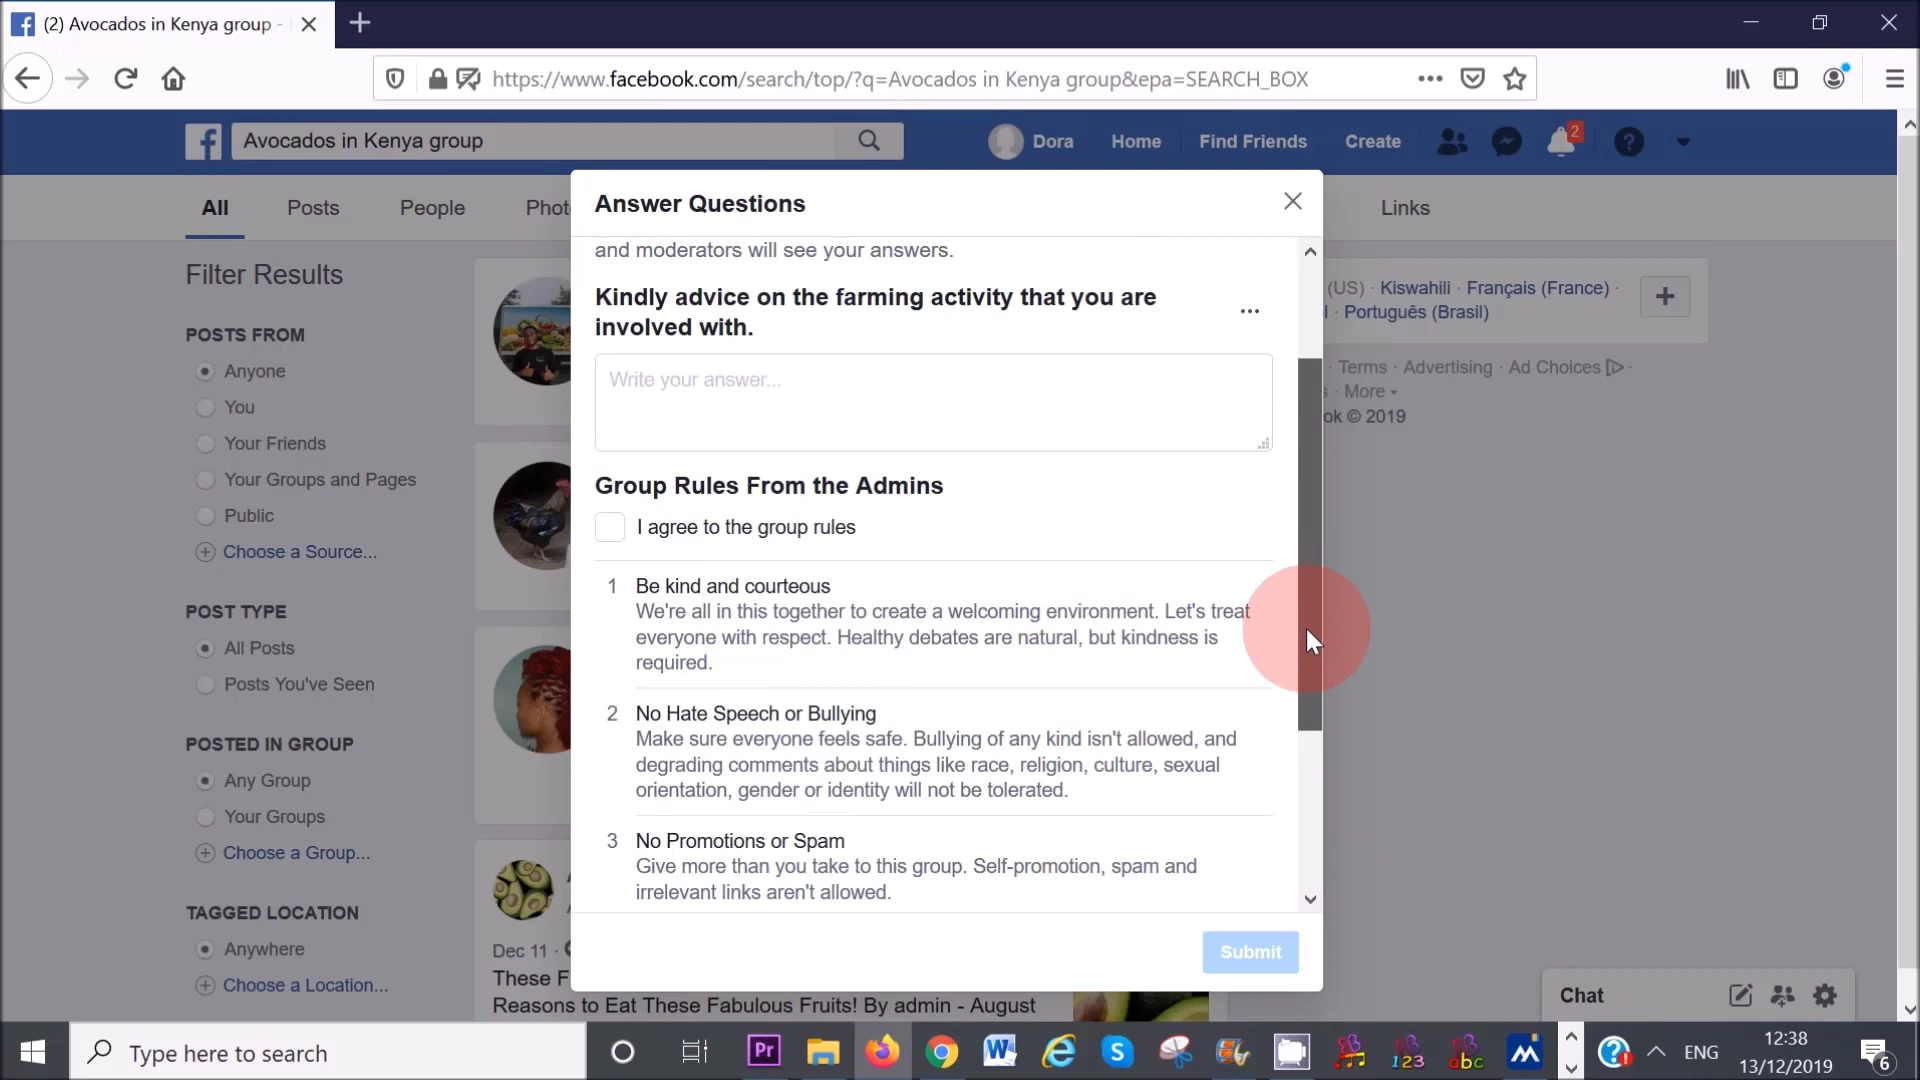 (2) Avocados in Kenya group -
https://www.facebook.com/search/top/?q=Avocados in Kenya group&epa=SEARCH_BOX
Avocados in Kenya group
Dora
Home
Find Friends
Create
2
All
Posts
People
Phot
Links
Answer Questions
and moderators will see your answers.
Kindly advice on the farming activity that you are
involved with.
Write your answer...
Group Rules From the Admins
I agree to the group rules
1 Be kind and courteous
We're all in this together to create a welcoming environment. Let's treat
everyone with respect. Healthy debates are natural, but kindness is
required.
2 No Hate Speech or Bullying
Make sure everyone feels safe. Bullying of any kind isn't allowed, and
degrading comments about things like race, religion, culture, sexual
orientation, gender or identity will not be tolerated.
3 No Promotions or Spam
Give more than you take to this group. Self-promotion, spam and
irrelevant links aren't allowed.
Submit
Filter Results
POSTS FROM
Anyone
You
Your Friends
Your Groups and Pages
Public
Choose a Source...
POST TYPE
All Posts
Posts You've Seen
POSTED IN GROUP
Any Group
Your Groups
Choose a Group...
TAGGED LOCATION
Anywhere
Choose a Location...
Dec 11 ·
These F
Reasons to Eat These Fabulous Fruits! By admin - August
(US) · Kiswahili · Français (France) ·
· Português (Brasil)
· Terms · Advertising · Ad Choices ·
s · More
ok © 2019
Chat
Type here to search
Pr
123
abc
ENG
12:38
13/12/2019
6